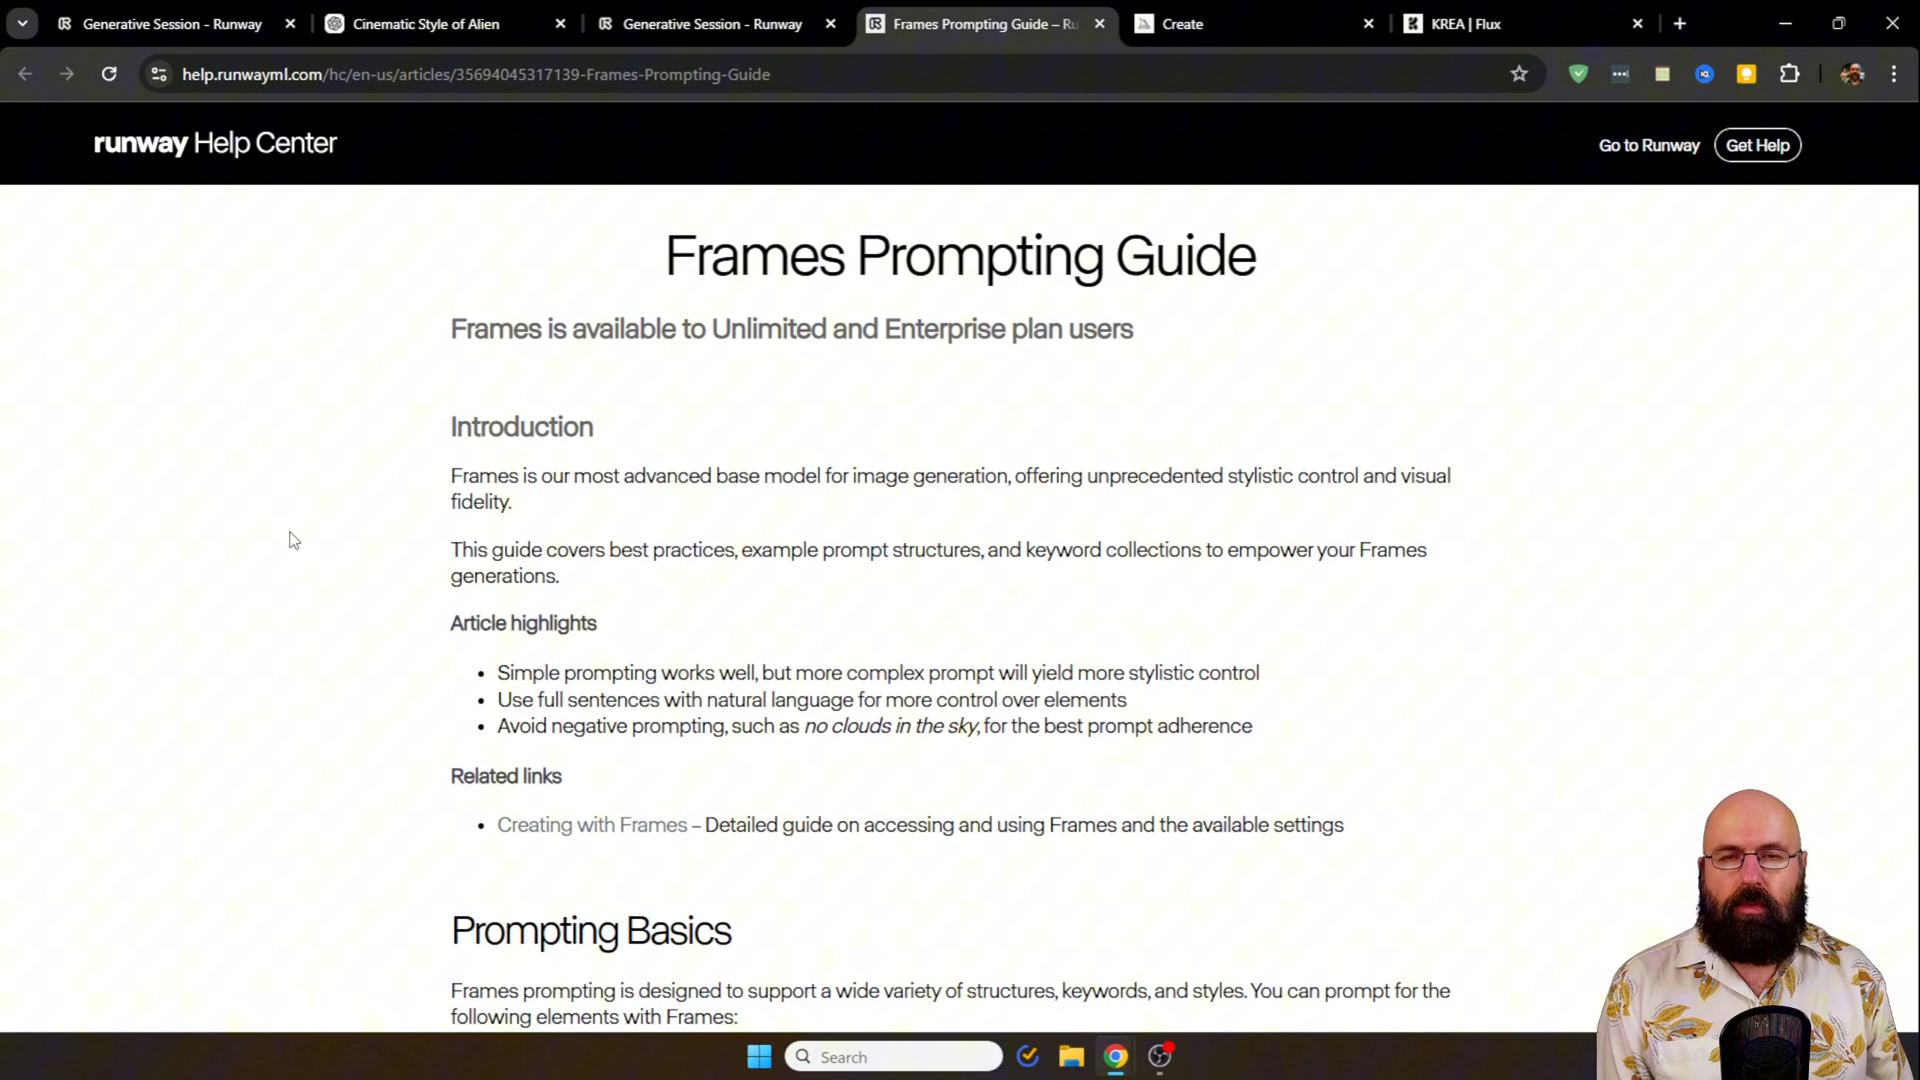 Generative Session - Runway
Cinematic Style of Alien
Generative Session - Runway
Frames Prompting Guide – Ru
Create
KREA | Flux
help.runwayml.com/hc/en-us/articles/35694045317139-Frames-Prompting-Guide
runway Help Center
Go to Runway
Get Help
Frames Prompting Guide
Frames is available to Unlimited and Enterprise plan users
Introduction
Frames is our most advanced base model for image generation, offering unprecedented stylistic control and visual
fidelity.
This guide covers best practices, example prompt structures, and keyword collections to empower your Frames
generations.
Article highlights
• Simple prompting works well, but more complex prompt will yield more stylistic control
• Use full sentences with natural language for more control over elements
• Avoid negative prompting, such as no clouds in the sky, for the best prompt adherence
Related links
• Creating with Frames – Detailed guide on accessing and using Frames and the available settings
Prompting Basics
Frames prompting is designed to support a wide variety of structures, keywords, and styles. You can prompt for the
following elements with Frames:
Search